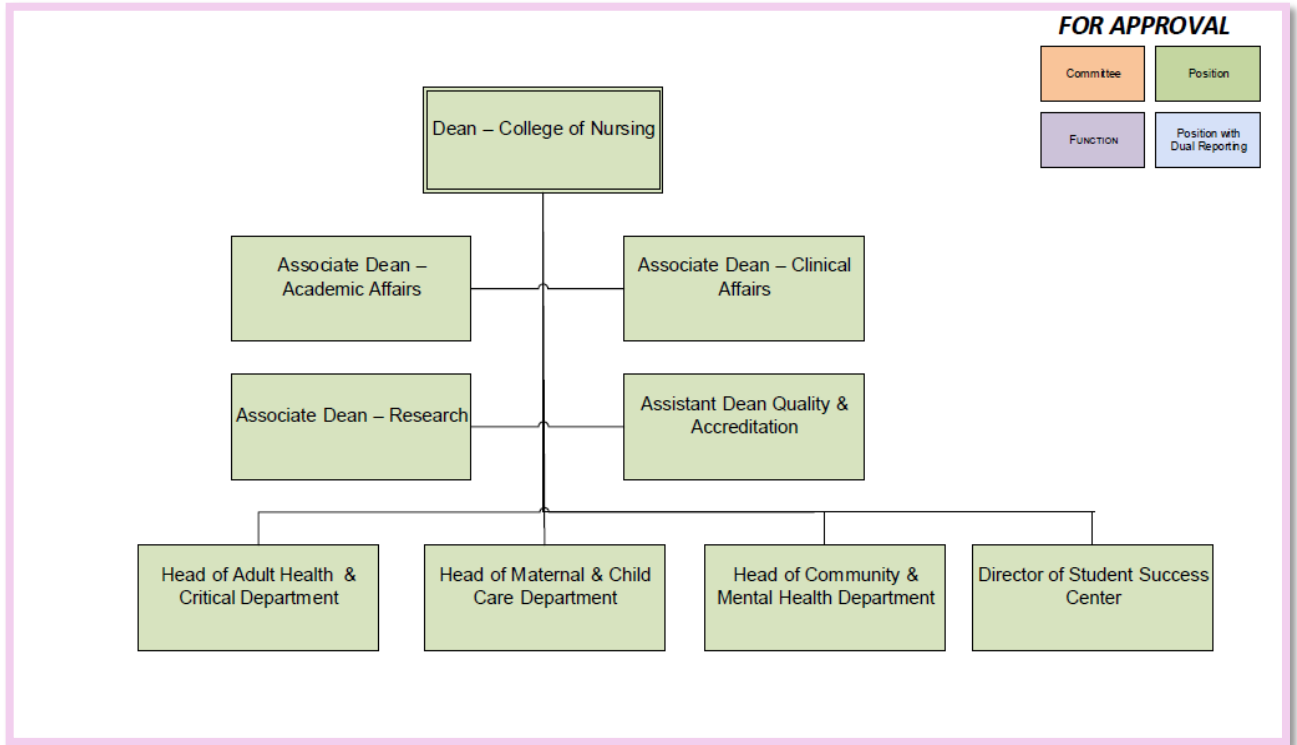 FOR APPROVAL
Committee
Position
FUNCTION
Position with
Dual Reporting
Dean – College of Nursing
Associate Dean –
Academic Affairs
Associate Dean – Clinical
Affairs
Associate Dean – Research
Assistant Dean Quality &
Accreditation
Head of Adult Health &
Critical Department
Head of Maternal & Child
Care Department
Head of Community &
Mental Health Department
Director of Student Success
Center